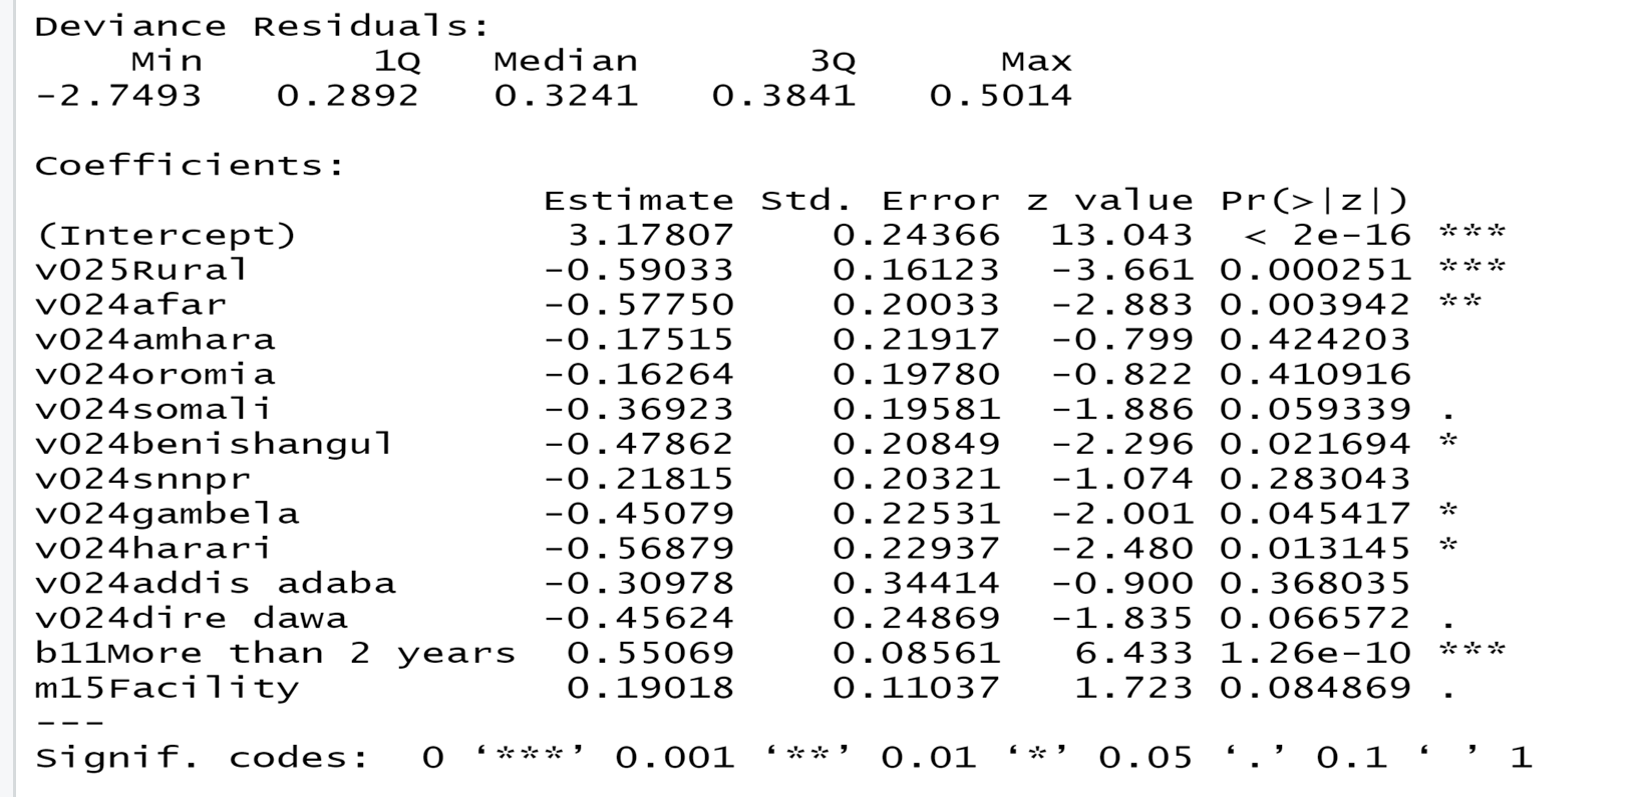 Deviance Residuals:
    Min      1Q  Median      3Q     Max
-2.7493  0.2892  0.3241  0.3841  0.5014

Coefficients:
                     Estimate Std. Error z value Pr(>|z|)
(Intercept)           3.17807    0.24366  13.043  < 2e-16 ***
v025Rural            -0.59033    0.16123  -3.661 0.000251 ***
v024afar             -0.57750    0.20033  -2.883 0.003942 **
v024amhara           -0.17515    0.21917  -0.799 0.424203
v024oromia           -0.16264    0.19780  -0.822 0.410916
v024somali           -0.36923    0.19581  -1.886 0.059339 .
v024benishangul      -0.47862    0.20849  -2.296 0.021694 *
v024snnpr            -0.21815    0.20321  -1.074 0.283043
v024gambela          -0.45079    0.22531  -2.001 0.045417 *
v024harari           -0.56879    0.22937  -2.480 0.013145 *
v024addis adaba      -0.30978    0.34414  -0.900 0.368035
v024dire dawa        -0.45624    0.24869  -1.835 0.066572 .
b11More than 2 years  0.55069    0.08561   6.433 1.26e-10 ***
m15Facility           0.19018    0.11037   1.723 0.084869 .
---
Signif. codes:  0 ‘***’ 0.001 ‘**’ 0.01 ‘*’ 0.05 ‘.’ 0.1 ‘ ’ 1